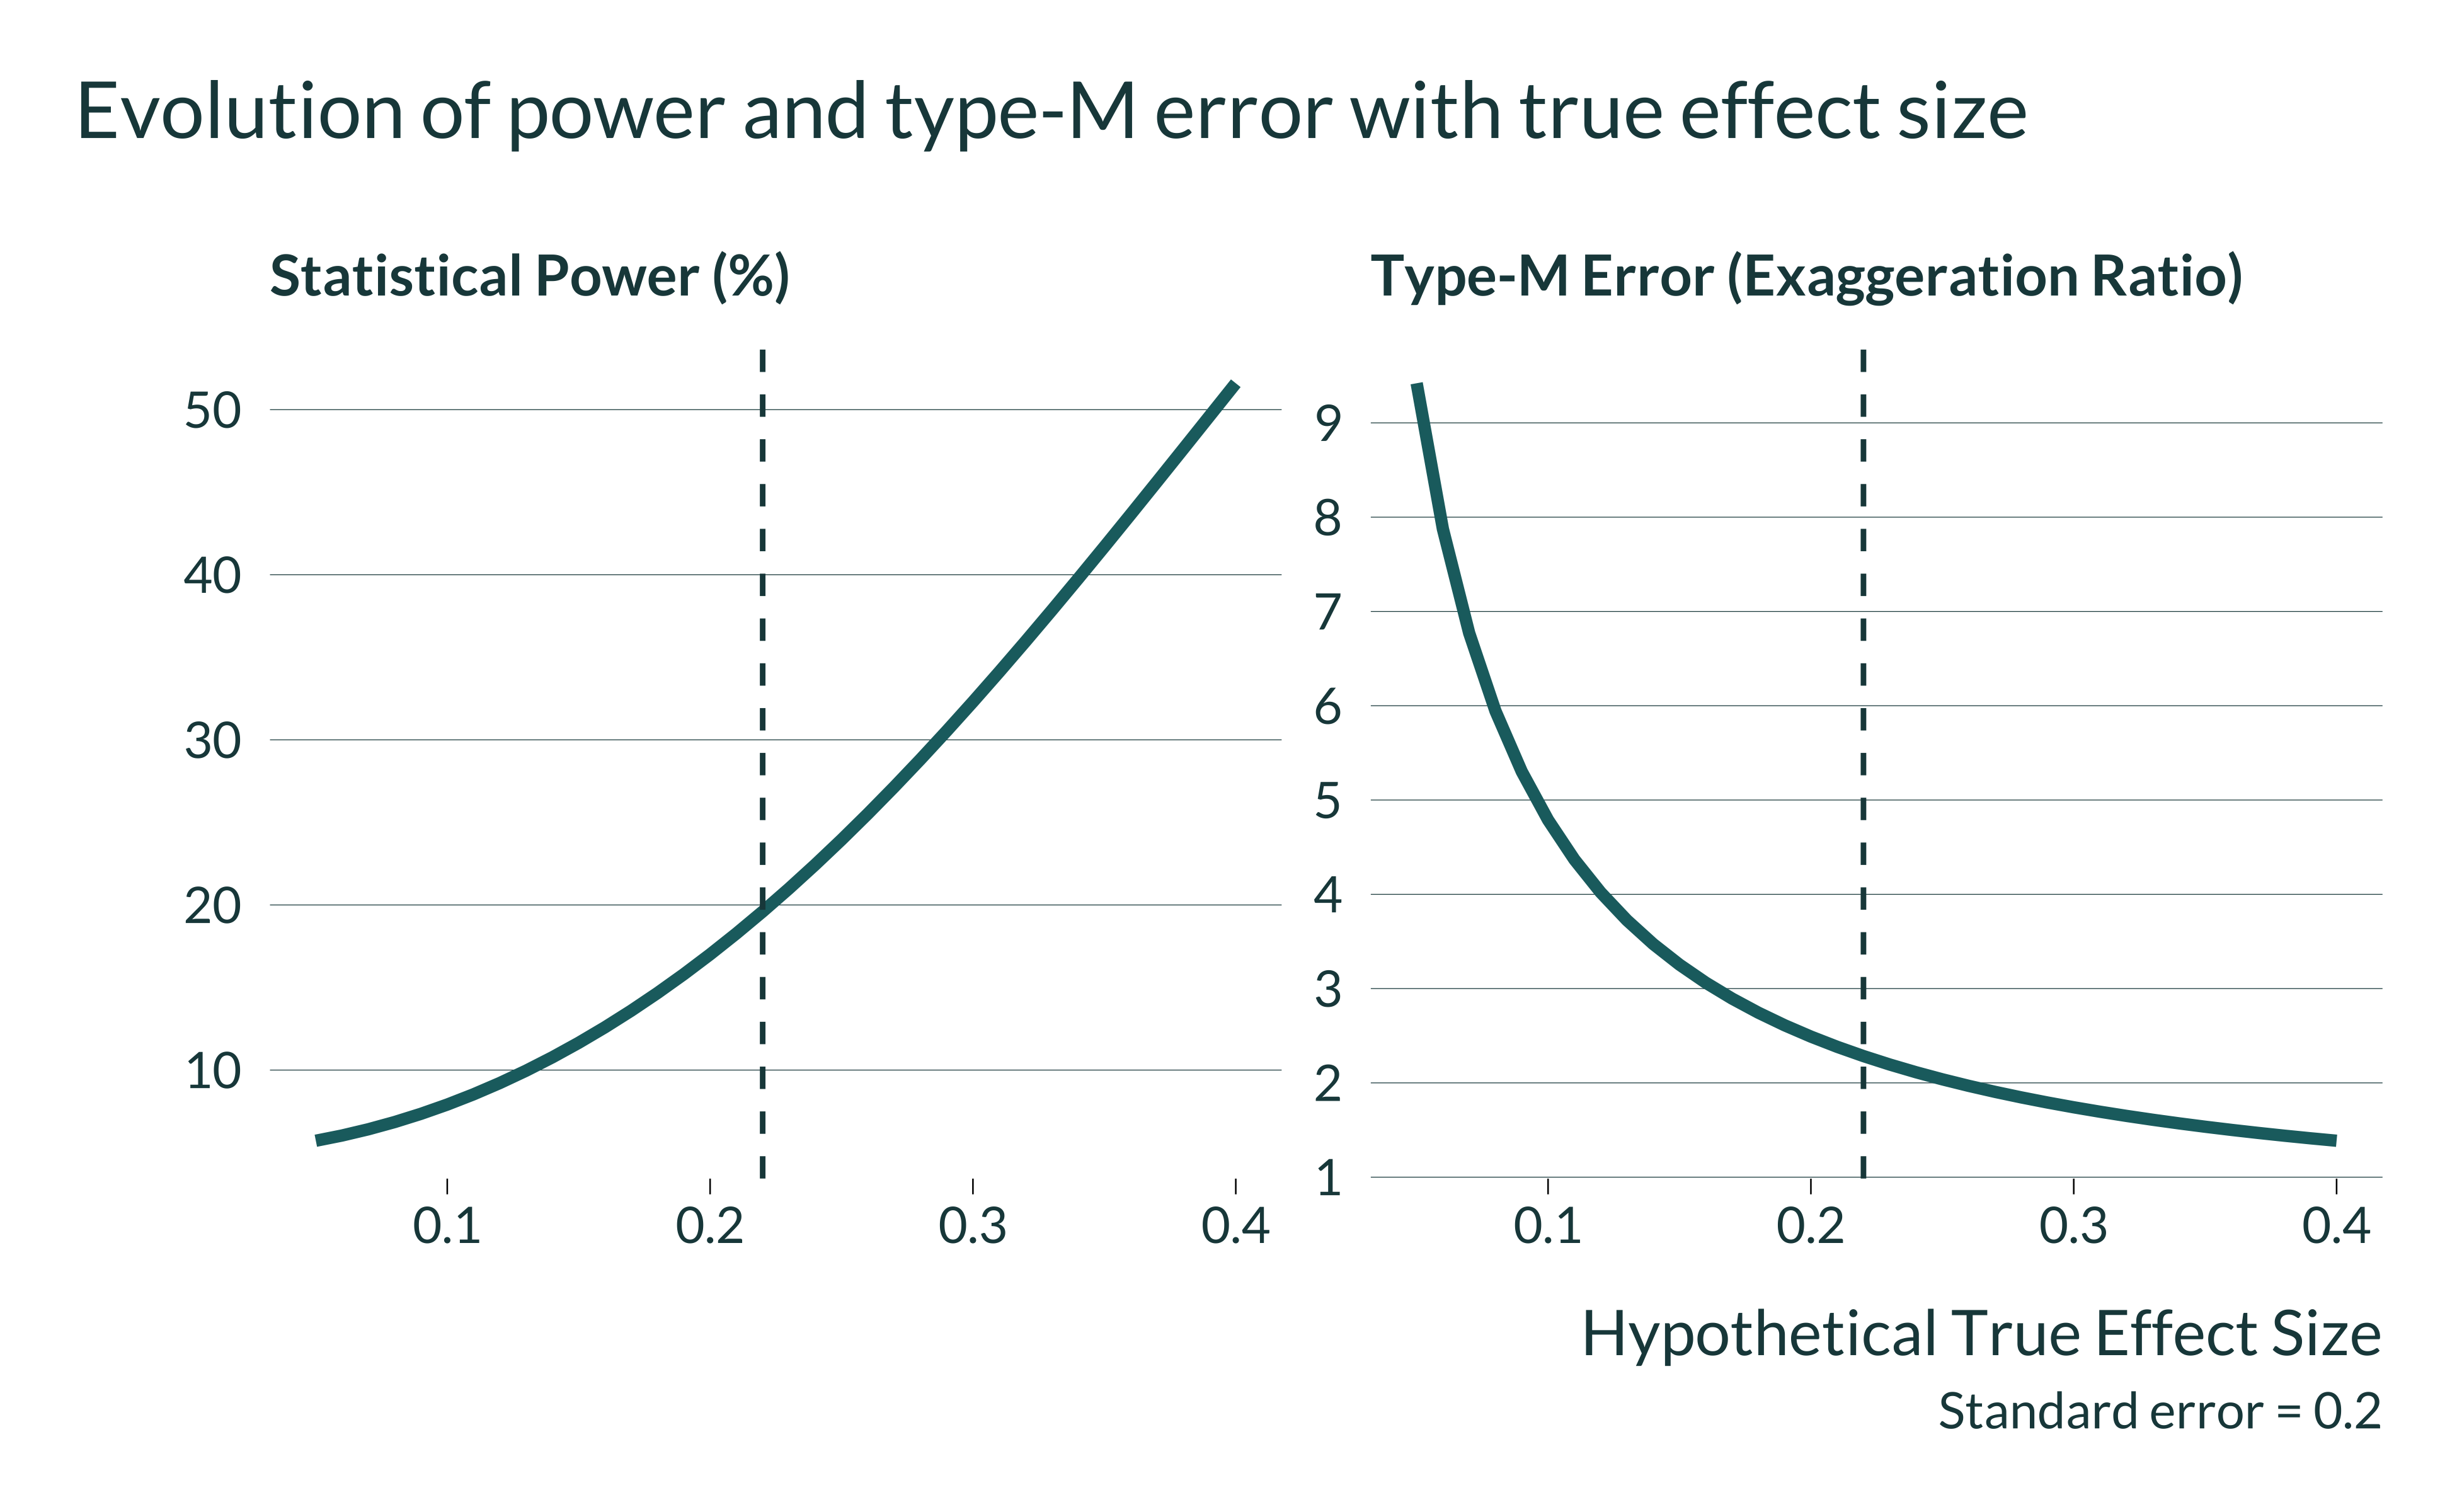 Evolution of power and type-M error with true effect size
Statistical Power (%)
50
40
30
20
10
0.1 0.2 0.3 0.4
Type-M Error (Exaggeration Ratio)
9
8
7
6
5
4
3
2
1
0.1 0.2 0.3 0.4
Hypothetical True Effect Size
Standard error = 0.2